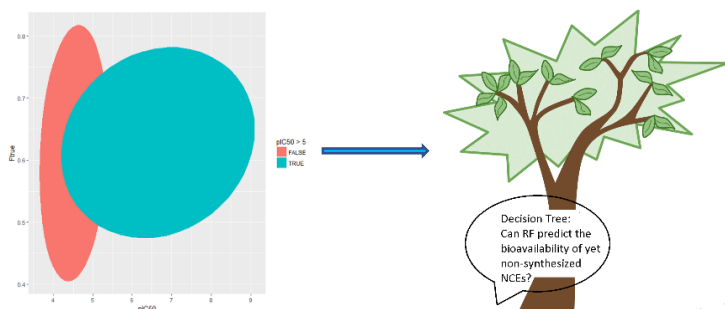 0.8
0.7
0.6
0.5
0.4
Ftrue
4 5 6 7 8 9
pIC50
pIC50 > 5
FALSE
TRUE
Decision Tree:
Can RF predict the
bioavailability of yet
non-synthesized
NCEs?